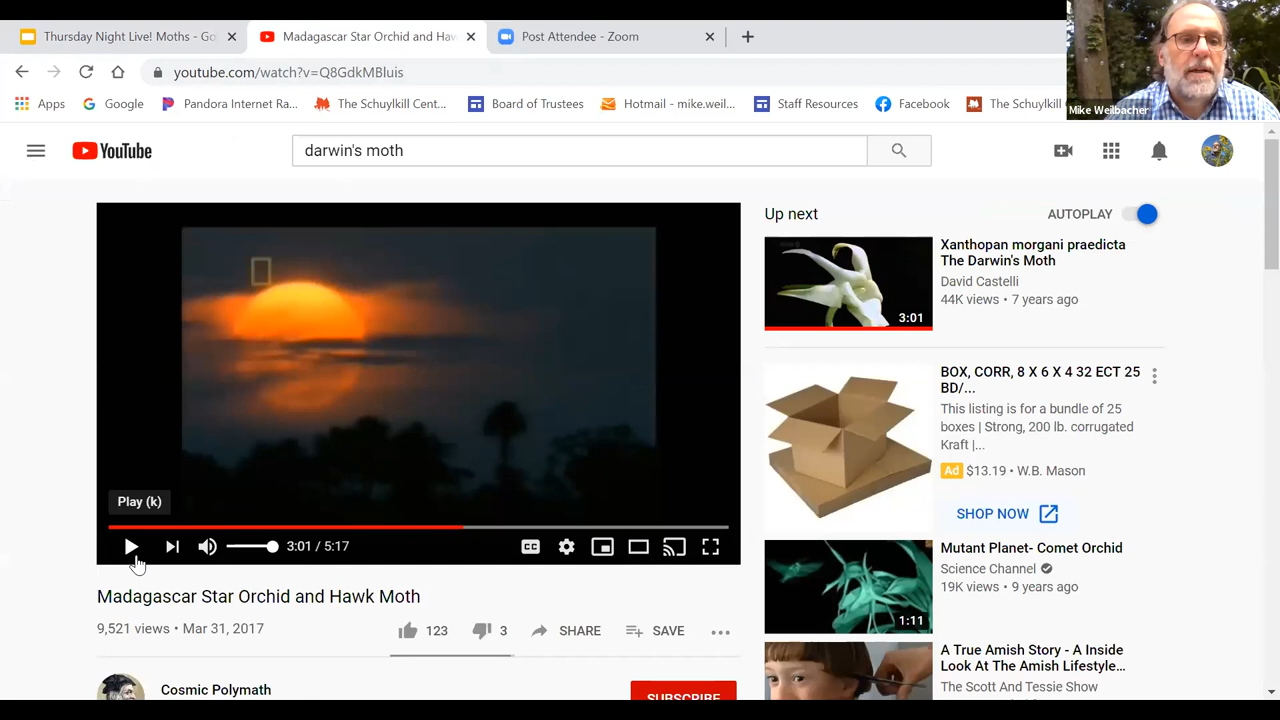 Thursday Night Live! Moths - Go
Madagascar Star Orchid and Haw
Post Attendee - Zoom
youtube.com/watch?v=Q8GdkMBluis
Apps
Google
Pandora Internet Ra...
The Schuylkill Cent...
Board of Trustees
Hotmail - mike.weil...
Staff Resources
Facebook
The Schuylkill
Mike Weilbacher
YouTube
darwin's moth
Up next
AUTOPLAY
Xanthopan morgani praedicta
The Darwin's Moth
David Castelli
44K views • 7 years ago
3:01
BOX, CORR, 8 X 6 X 4 32 ECT 25
BD/...
This listing is for a bundle of 25
boxes | Strong, 200 lb. corrugated
Kraft |...
Ad $13.19 • W.B. Mason
SHOP NOW
Play (k)
3:01 / 5:17
CC
Madagascar Star Orchid and Hawk Moth
9,521 views • Mar 31, 2017
123
3
SHARE
SAVE
Cosmic Polymath
SUBSCRIBE
Mutant Planet- Comet Orchid
Science Channel
19K views • 9 years ago
1:11
A True Amish Story - A Inside
Look At The Amish Lifestyle...
The Scott And Tessie Show